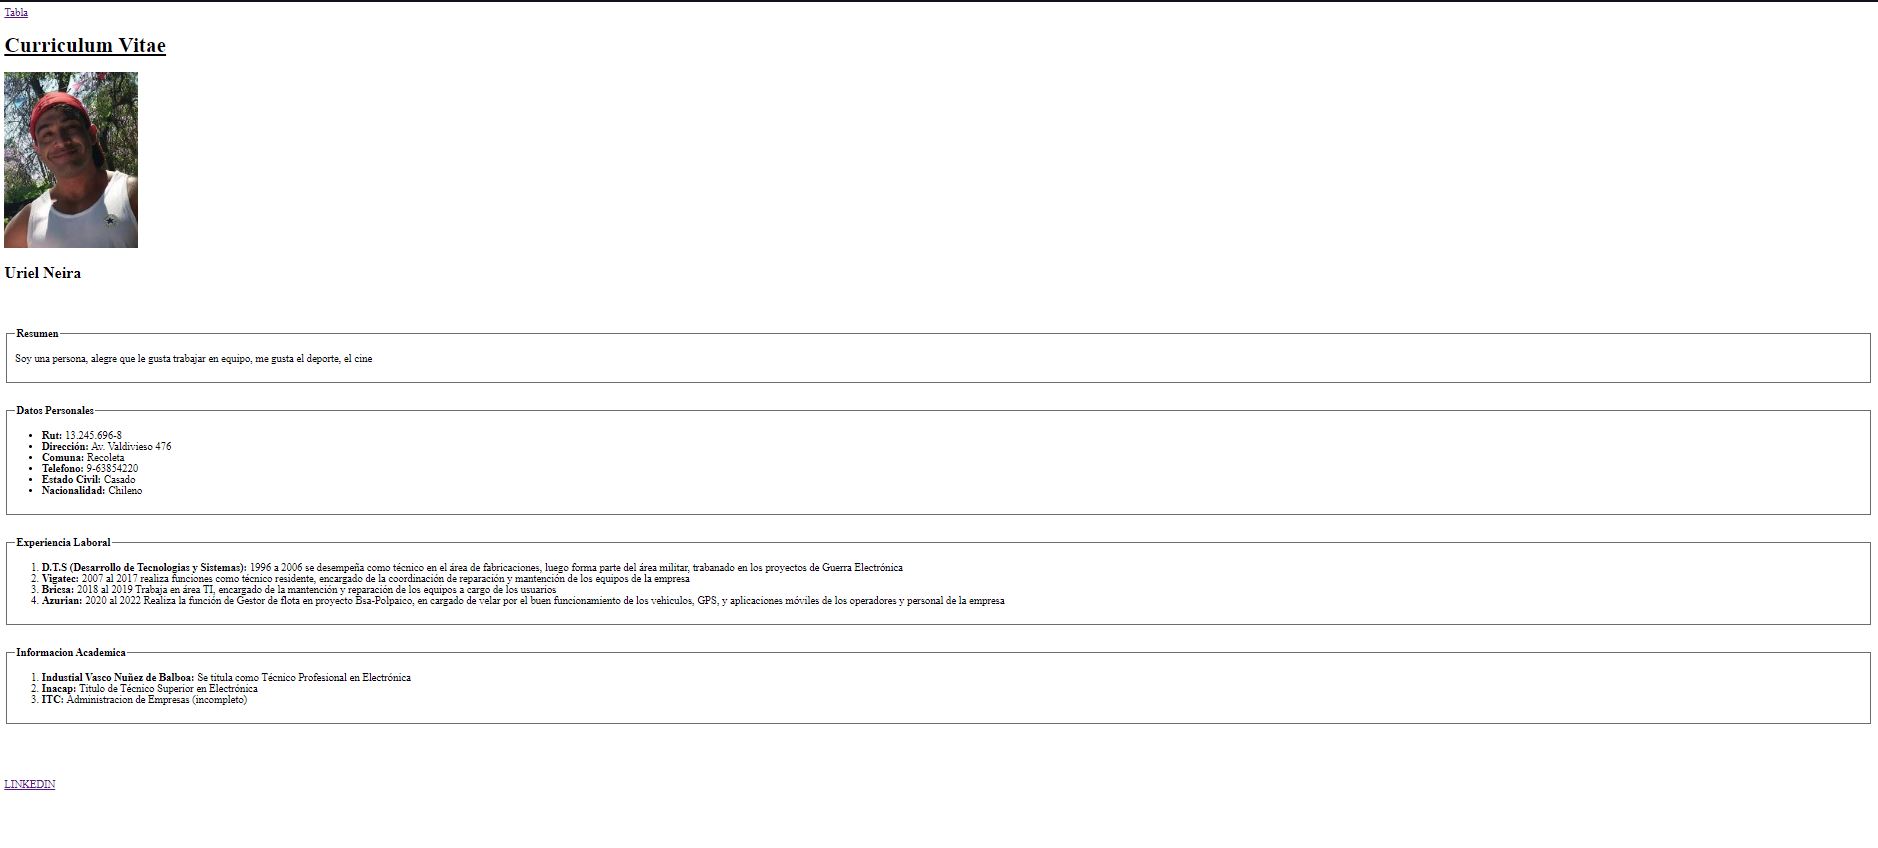 Tabla
Curriculum Vitae
Uriel Neira
Resumen
Soy una persona, alegre que le gusta trabajar en equipo, me gusta el deporte, el cine
Datos Personales
• Rut: 13.245.696-8
• Dirección: Av. Valdivieso 476
• Comuna: Recoleta
• Telefono: 9-63854220
• Estado Civil: Casado
• Nacionalidad: Chileno
Experiencia Laboral
1. D.T.S (Desarrollo de Tecnologias y Sistemas): 1996 a 2006 se desempeña como técnico en el área de fabricaciones, luego forma parte del área militar, trabanado en los proyectos de Guerra Electrónica
2. Vigatec: 2007 al 2017 realiza funciones como técnico residente, encargado de la coordinación de reparación y mantención de los equipos de la empresa
3. Bricsa: 2018 al 2019 Trabaja en área TI, encargado de la mantención y reparación de los equipos a cargo de los usuarios
4. Azurian: 2020 al 2022 Realiza la función de Gestor de flota en proyecto Bsa-Polpaico, en cargado de velar por el buen funcionamiento de los vehiculos, GPS, y aplicaciones móviles de los operadores y personal de la empresa
Informacion Academica
1. Industial Vasco Nuñez de Balboa: Se titula como Técnico Profesional en Electrónica
2. Inacap: Titulo de Técnico Superior en Electrónica
3. ITC: Administracion de Empresas (incompleto)
LINKEDIN